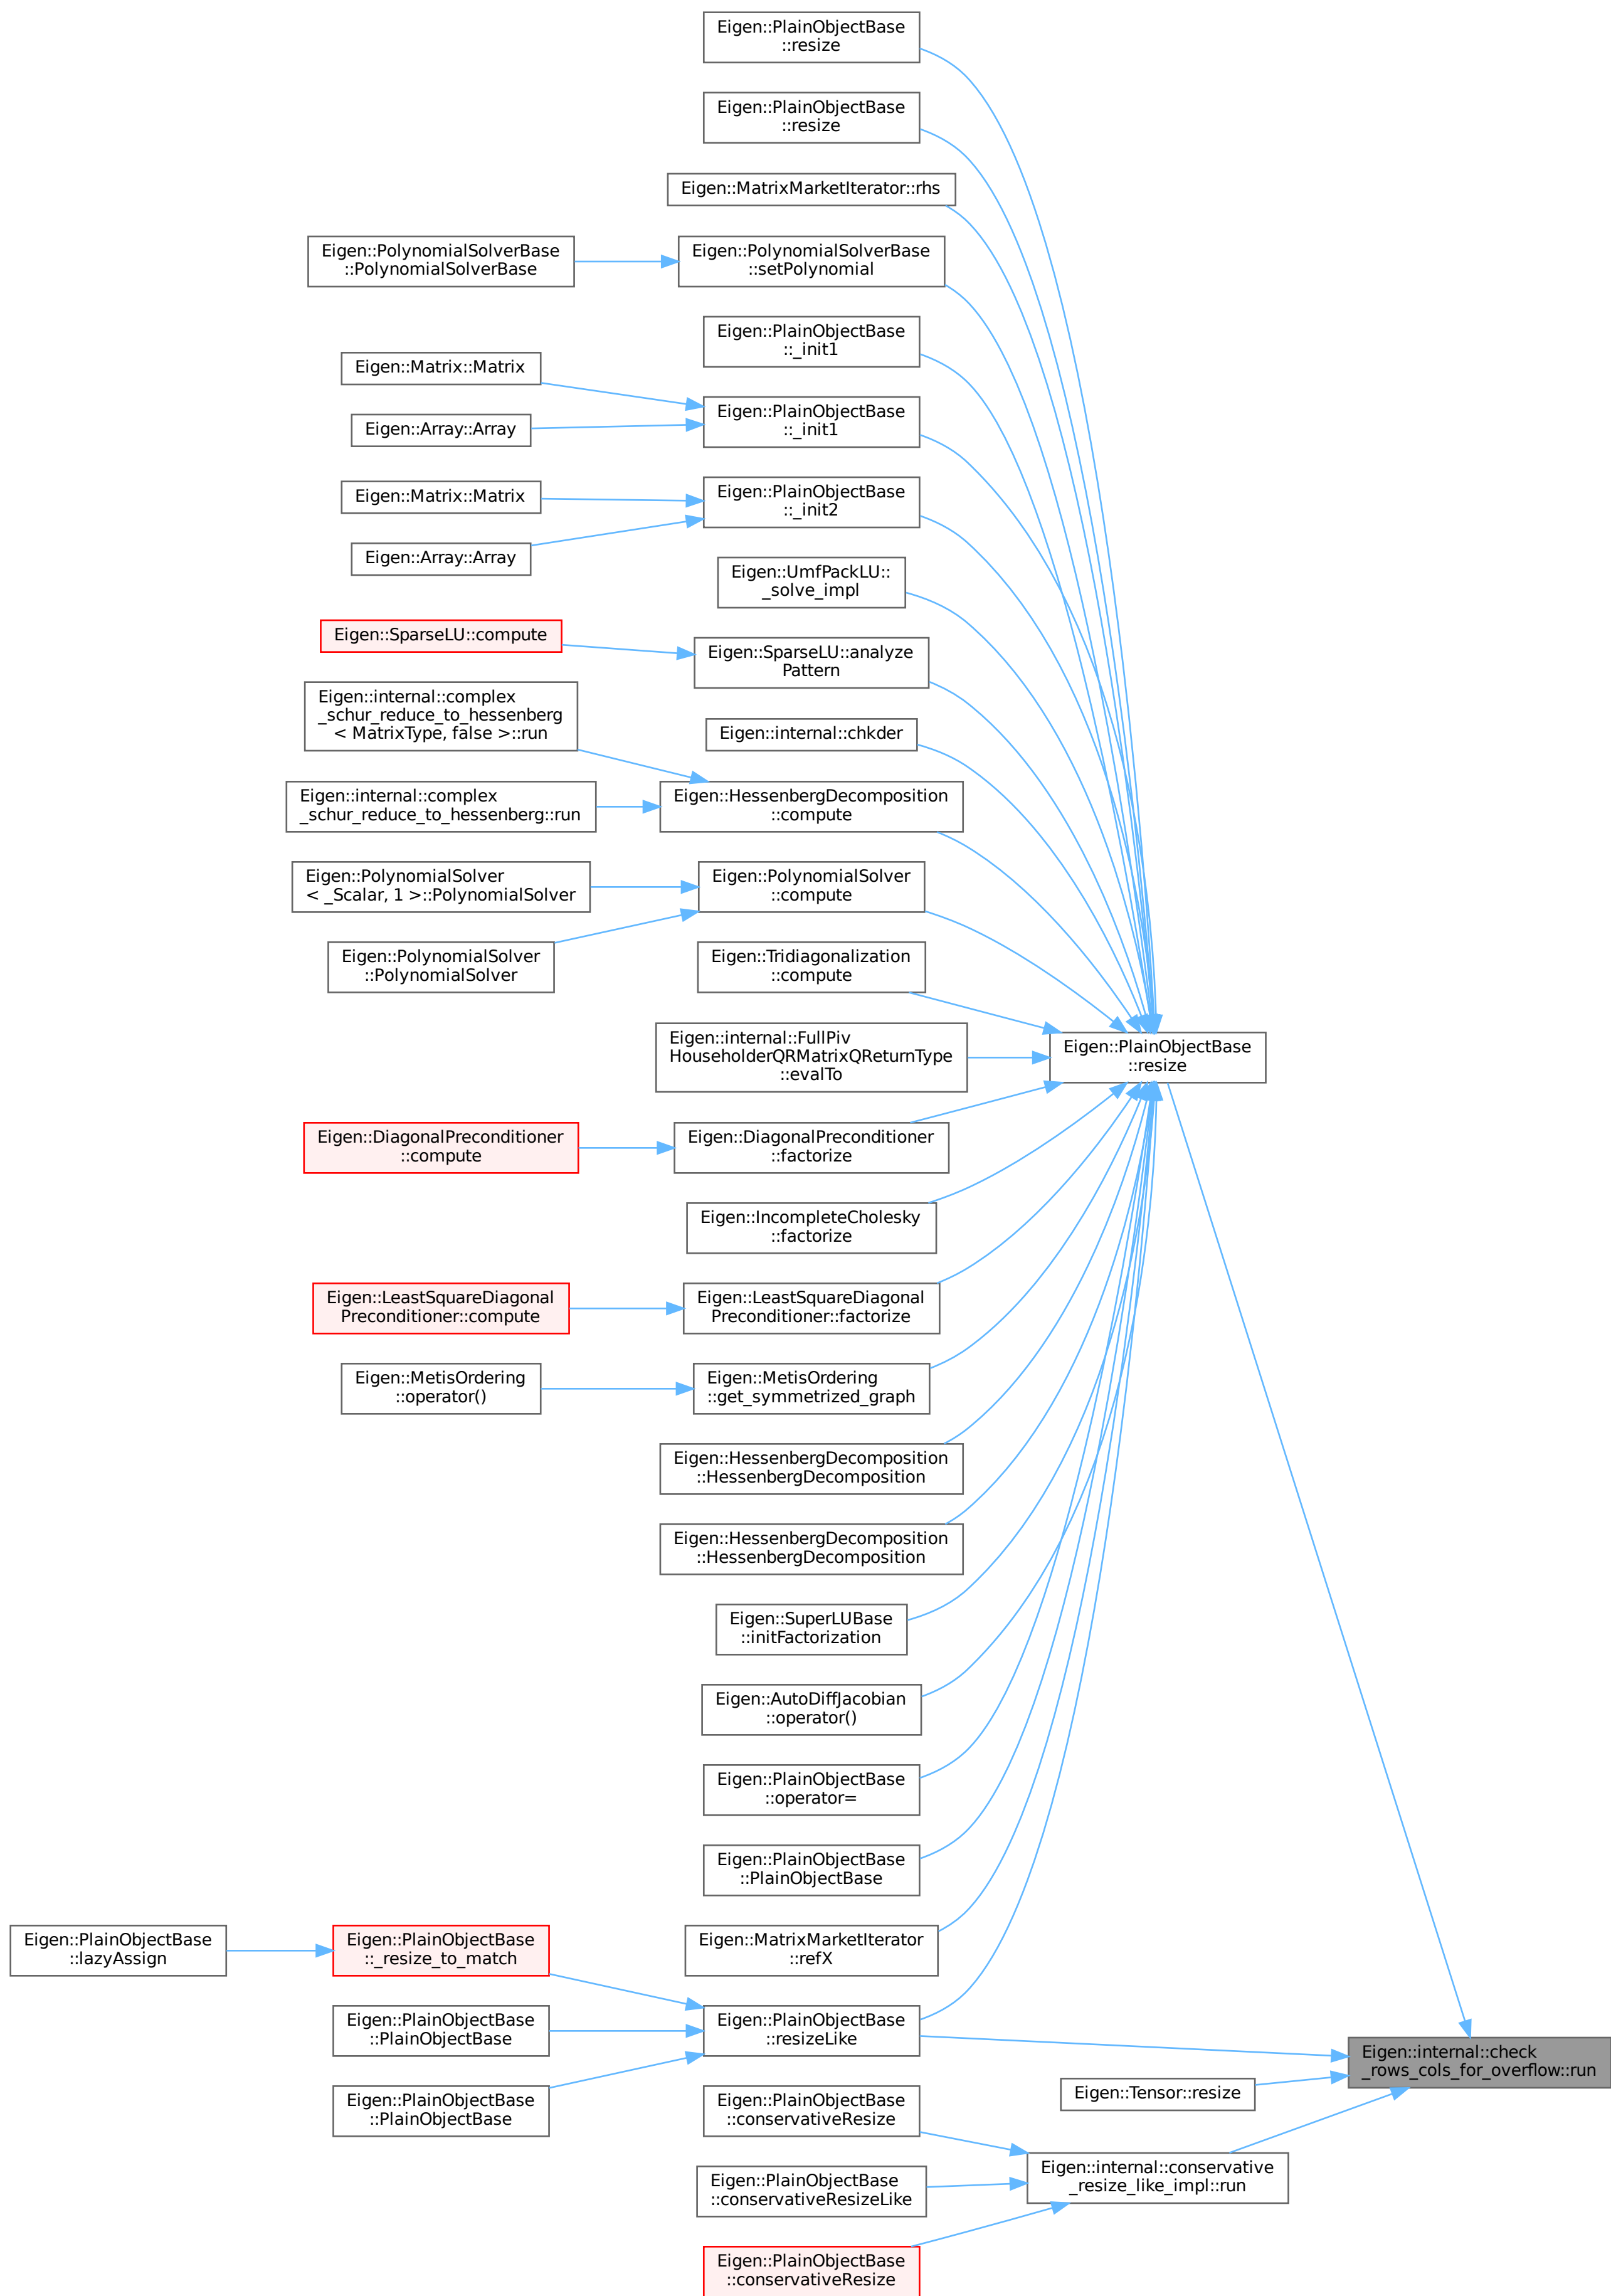 Eigen::PlainObjectBase
::resize
Eigen::PlainObjectBase
::resize
Eigen::MatrixMarketIterator::rhs
Eigen::PolynomialSolverBase
::PolynomialSolverBase
Eigen::PolynomialSolverBase
::setPolynomial
Eigen::PlainObjectBase
::_init1
Eigen::Matrix::Matrix
Eigen::PlainObjectBase
::_init1
Eigen::Array::Array
Eigen::Matrix::Matrix
Eigen::PlainObjectBase
::_init2
Eigen::Array::Array
Eigen::UmfPackLU::
_solve_impl
Eigen::SparseLU::compute
Eigen::SparseLU::analyze
Pattern
Eigen::internal::complex
_schur_reduce_to_hessenberg
< MatrixType, false >::run
Eigen::internal::chkder
Eigen::internal::complex
_schur_reduce_to_hessenberg::run
Eigen::HessenbergDecomposition
::compute
Eigen::PolynomialSolver
< _Scalar, 1 >::PolynomialSolver
Eigen::PolynomialSolver
::compute
Eigen::PolynomialSolver
::PolynomialSolver
Eigen::Tridiagonalization
::compute
Eigen::internal::FullPiv
HouseholderQRMatrixQReturnType
::evalTo
Eigen::PlainObjectBase
::resize
Eigen::DiagonalPreconditioner
::compute
Eigen::DiagonalPreconditioner
::factorize
Eigen::IncompleteCholesky
::factorize
Eigen::LeastSquareDiagonal
Preconditioner::compute
Eigen::LeastSquareDiagonal
Preconditioner::factorize
Eigen::MetisOrdering
::operator()
Eigen::MetisOrdering
::get_symmetrized_graph
Eigen::HessenbergDecomposition
::HessenbergDecomposition
Eigen::HessenbergDecomposition
::HessenbergDecomposition
Eigen::SuperLUBase
::initFactorization
Eigen::AutoDiffJacobian
::operator()
Eigen::PlainObjectBase
::operator=
Eigen::PlainObjectBase
::PlainObjectBase
Eigen::PlainObjectBase
::lazyAssign
Eigen::PlainObjectBase
::_resize_to_match
Eigen::MatrixMarketIterator
::refX
Eigen::PlainObjectBase
::PlainObjectBase
Eigen::PlainObjectBase
::resizeLike
Eigen::internal::check
_rows_cols_for_overflow::run
Eigen::PlainObjectBase
::PlainObjectBase
Eigen::PlainObjectBase
::conservativeResize
Eigen::Tensor::resize
Eigen::PlainObjectBase
::conservativeResizeLike
Eigen::internal::conservative
_resize_like_impl::run
Eigen::PlainObjectBase
::conservativeResize